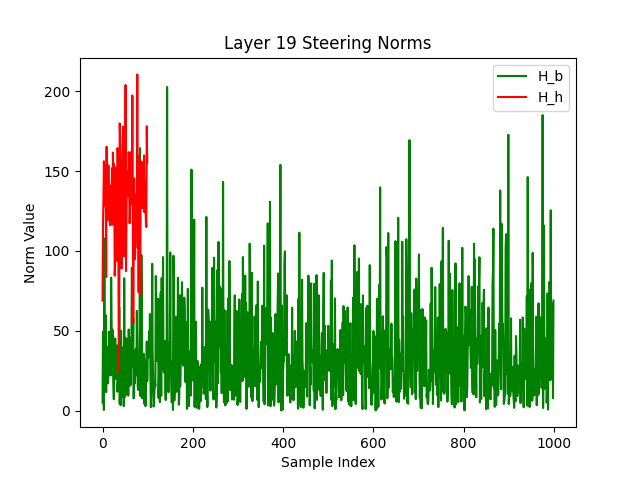 Layer 19 Steering Norms
H_b
H_h
200
150
100
50
0
Norm Value
0 200 400 600 800 1000
Sample Index